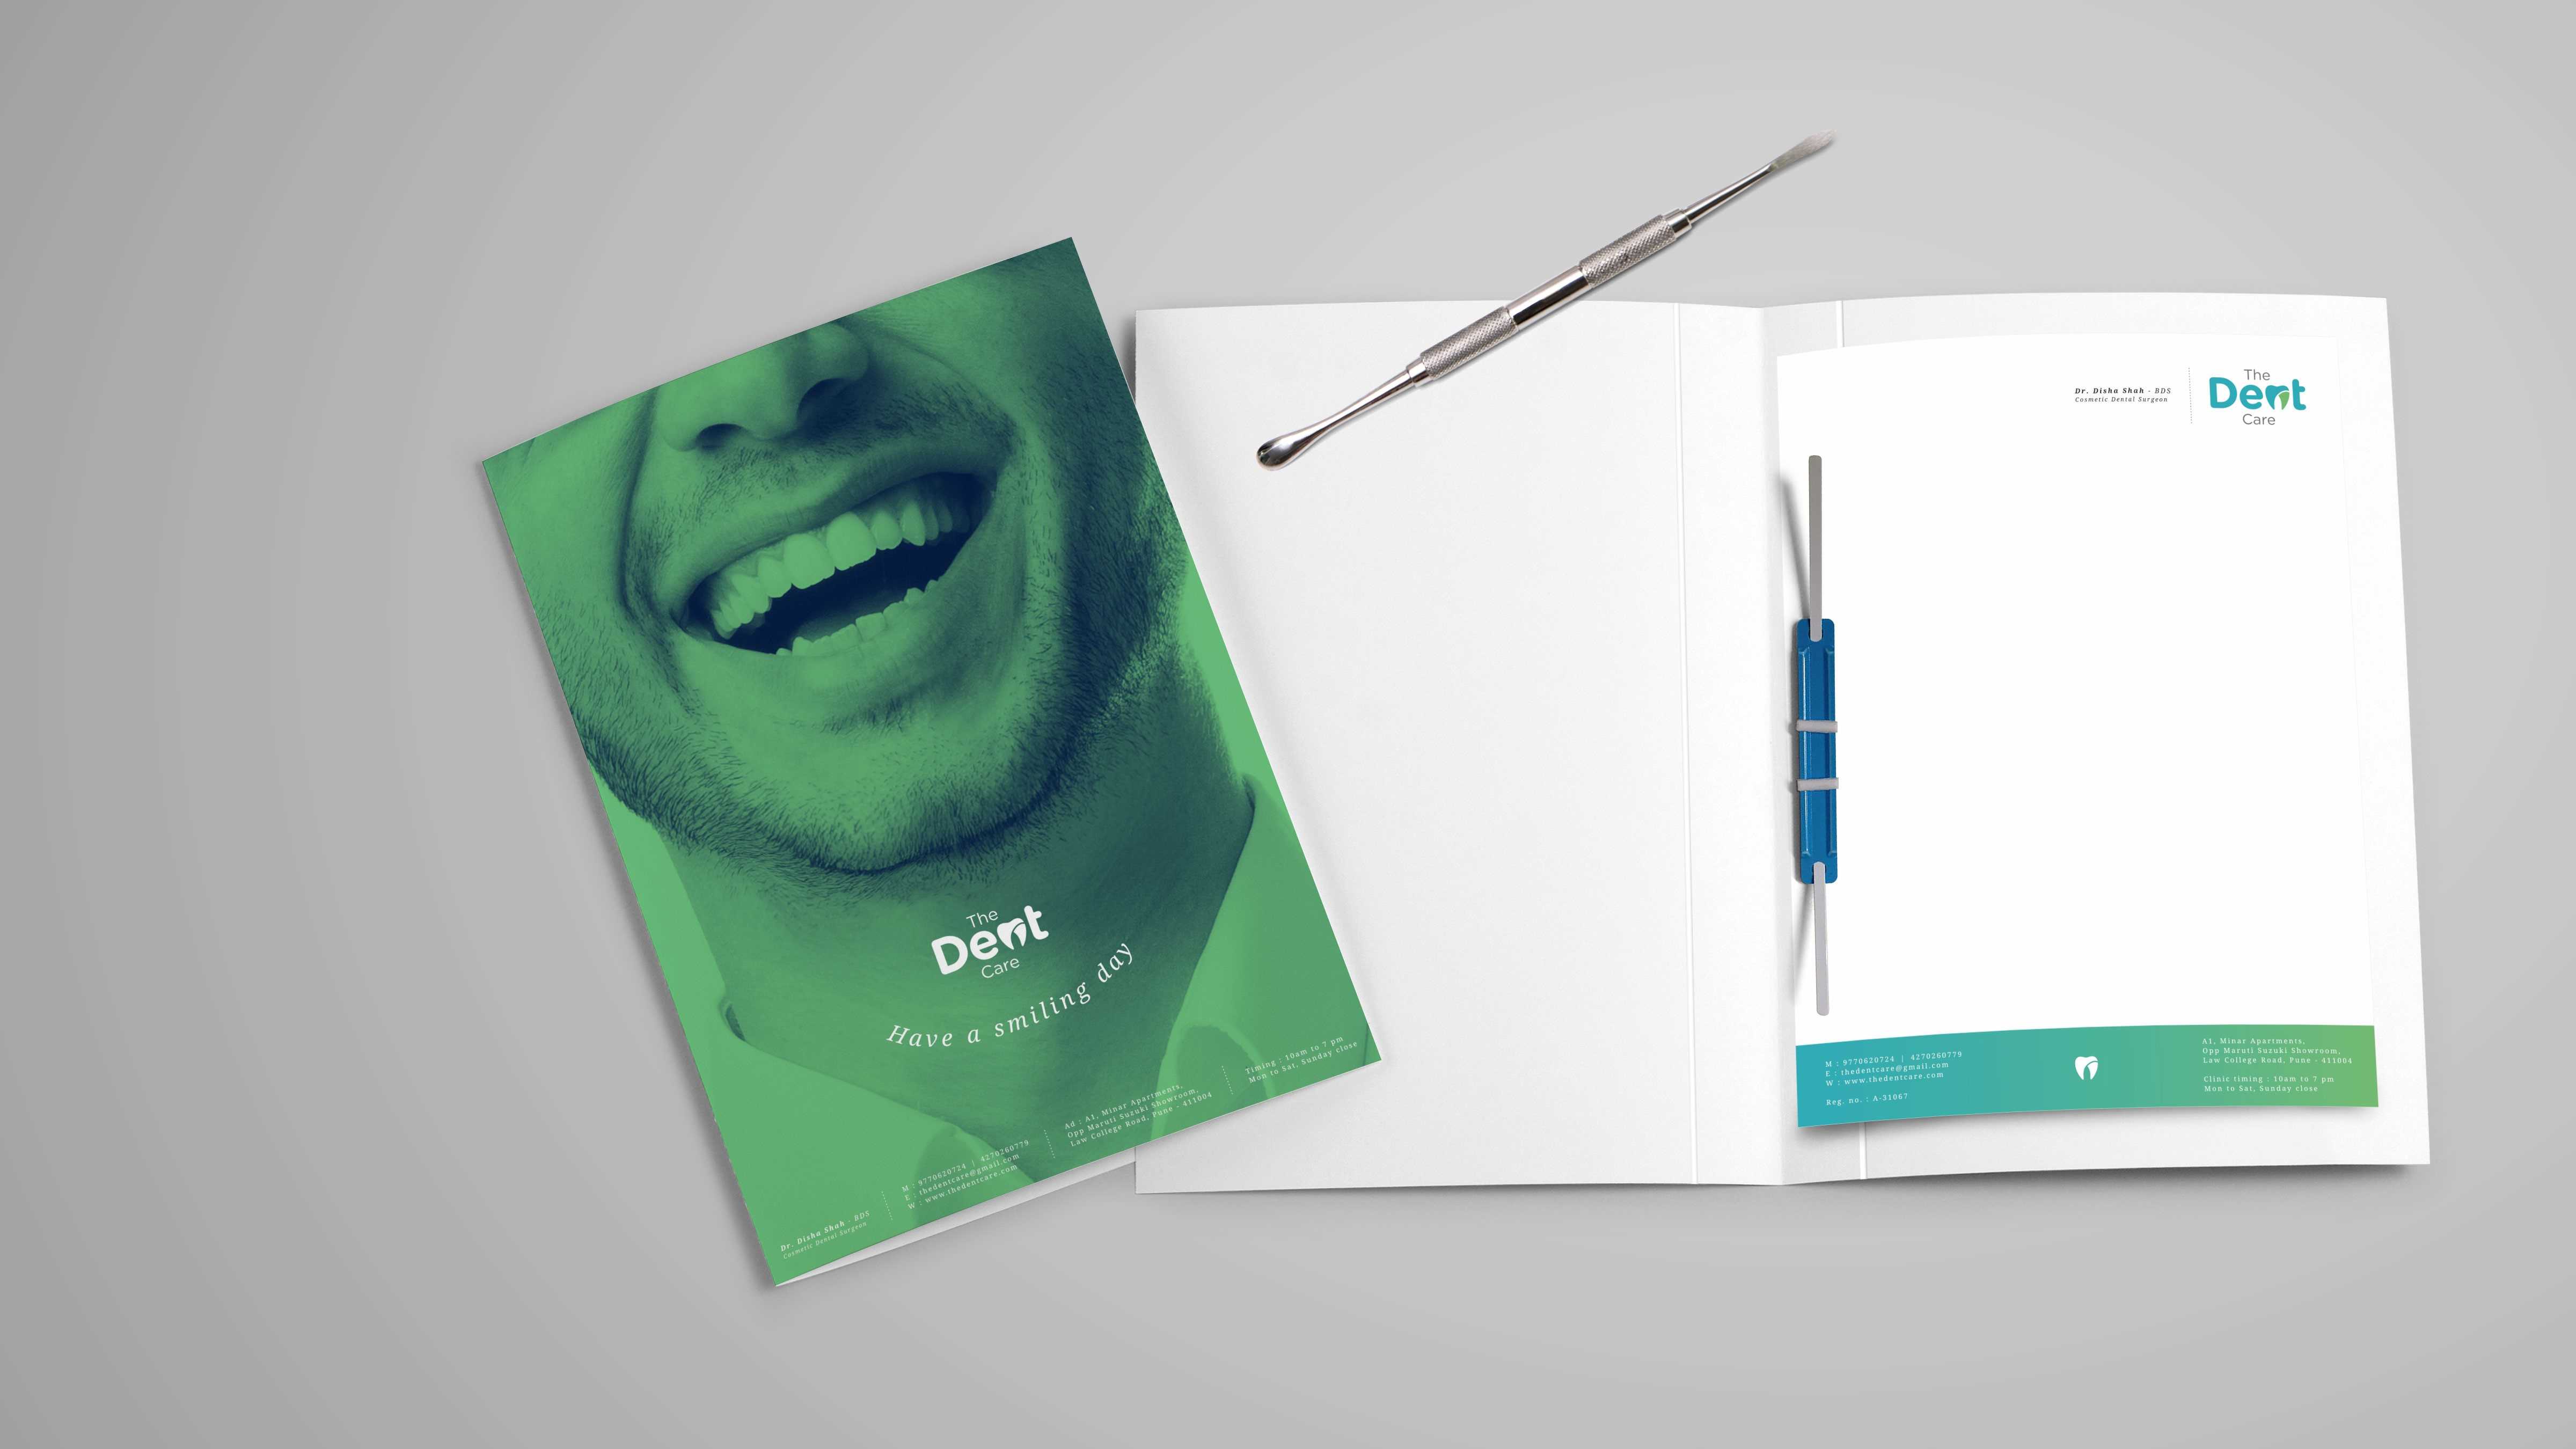 The
Dent
Care
Have a smiling day
Dr. Disha Shah - BDS
Cosmetic Dental Surgeon
M : 9770620724 | 4270260779
E : thedentcare@gmail.com
W : www.thedentcare.com
Ad : A1, Minar Apartments,
Opp Maruti Suzuki Showroom,
Law College Road, Pune - 411004
Timing : 10am to 7 pm
Mon to Sat, Sunday close
Dr. Disha Shah - BDS
Cosmetic Dental Surgeon
The
Dent
Care
M : 9770620724 | 4270260779
E : thedentcare@gmail.com
W : www.thedentcare.com
Reg. no. : A-31067
A1, Minar Apartments,
Opp Maruti Suzuki Showroom,
Law College Road, Pune - 411004
Clinic timing : 10am to 7 pm
Mon to Sat, Sunday close